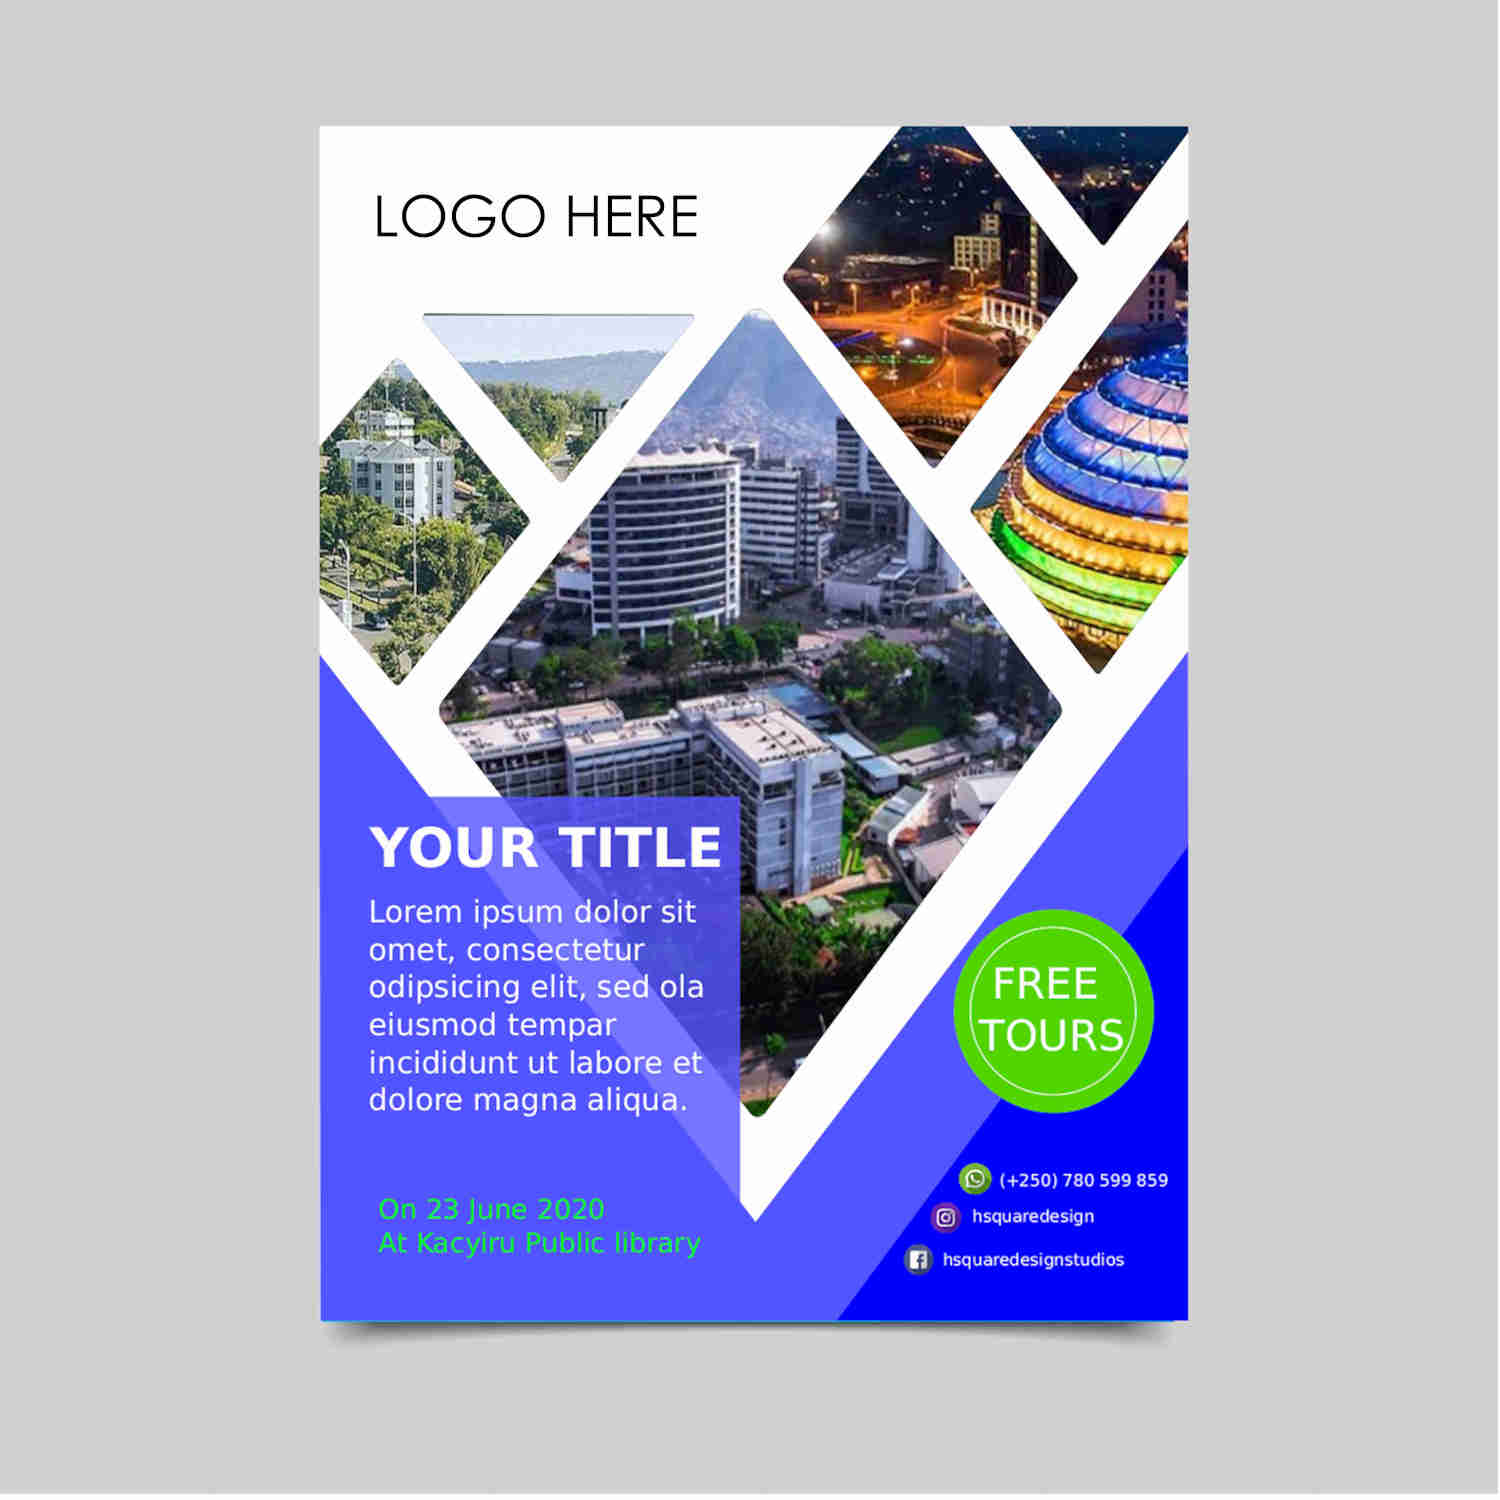 LOGO HERE
YOUR TITLE
Lorem ipsum dolor sit
omet, consectetur
odipsicing elit, sed ola
eiusmod tempar
incididunt ut labore et
dolore magna aliqua.
On 23 June 2020
At Kacyiru Public library
FREE
TOURS
(+250) 780 599 859
hsquaredesign
hsquaredesignstudios